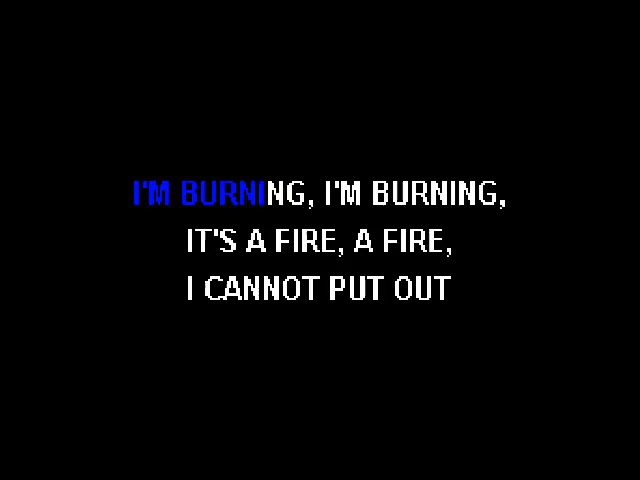 I'M BURNING, I'M BURNING,
IT'S A FIRE, A FIRE,
I CANNOT PUT OUT